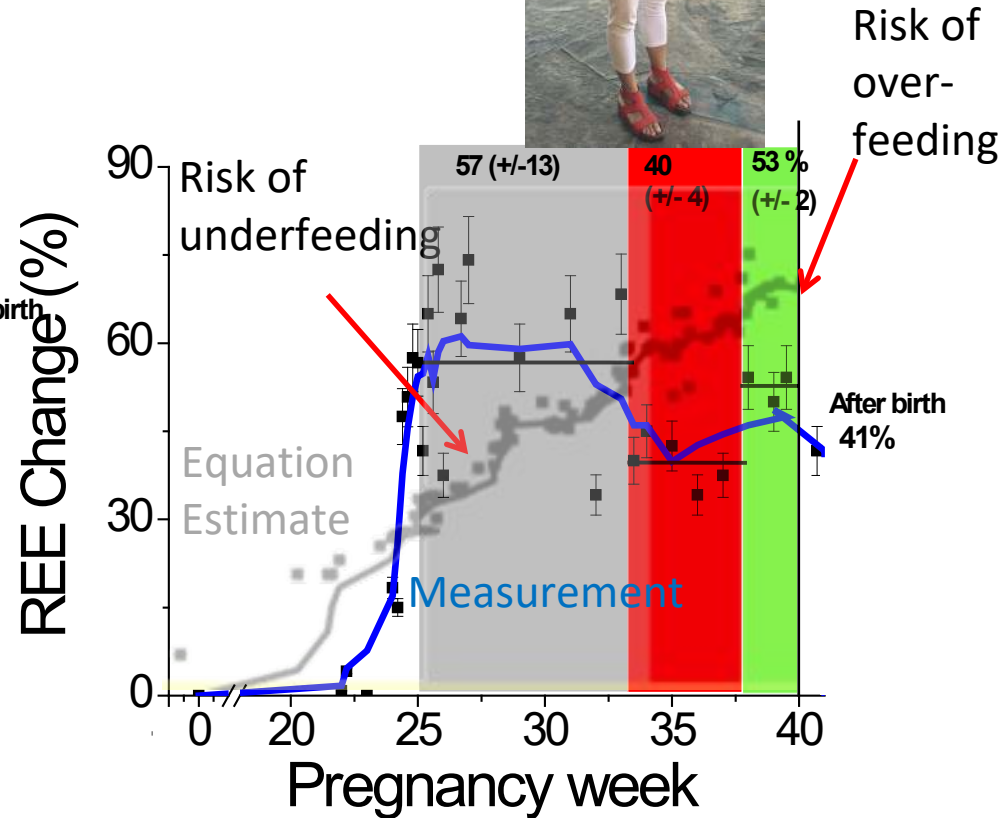 Risk of
over-
feeding
90
57 (+/-13)
40
(+/- 4)
53 %
(+/- 2)
Risk of
underfeeding
REE Change (%)
birth
60
After birth
41%
Equation
Estimate
30
Measurement
0
0 20 25 30 35 40
Pregnancy week